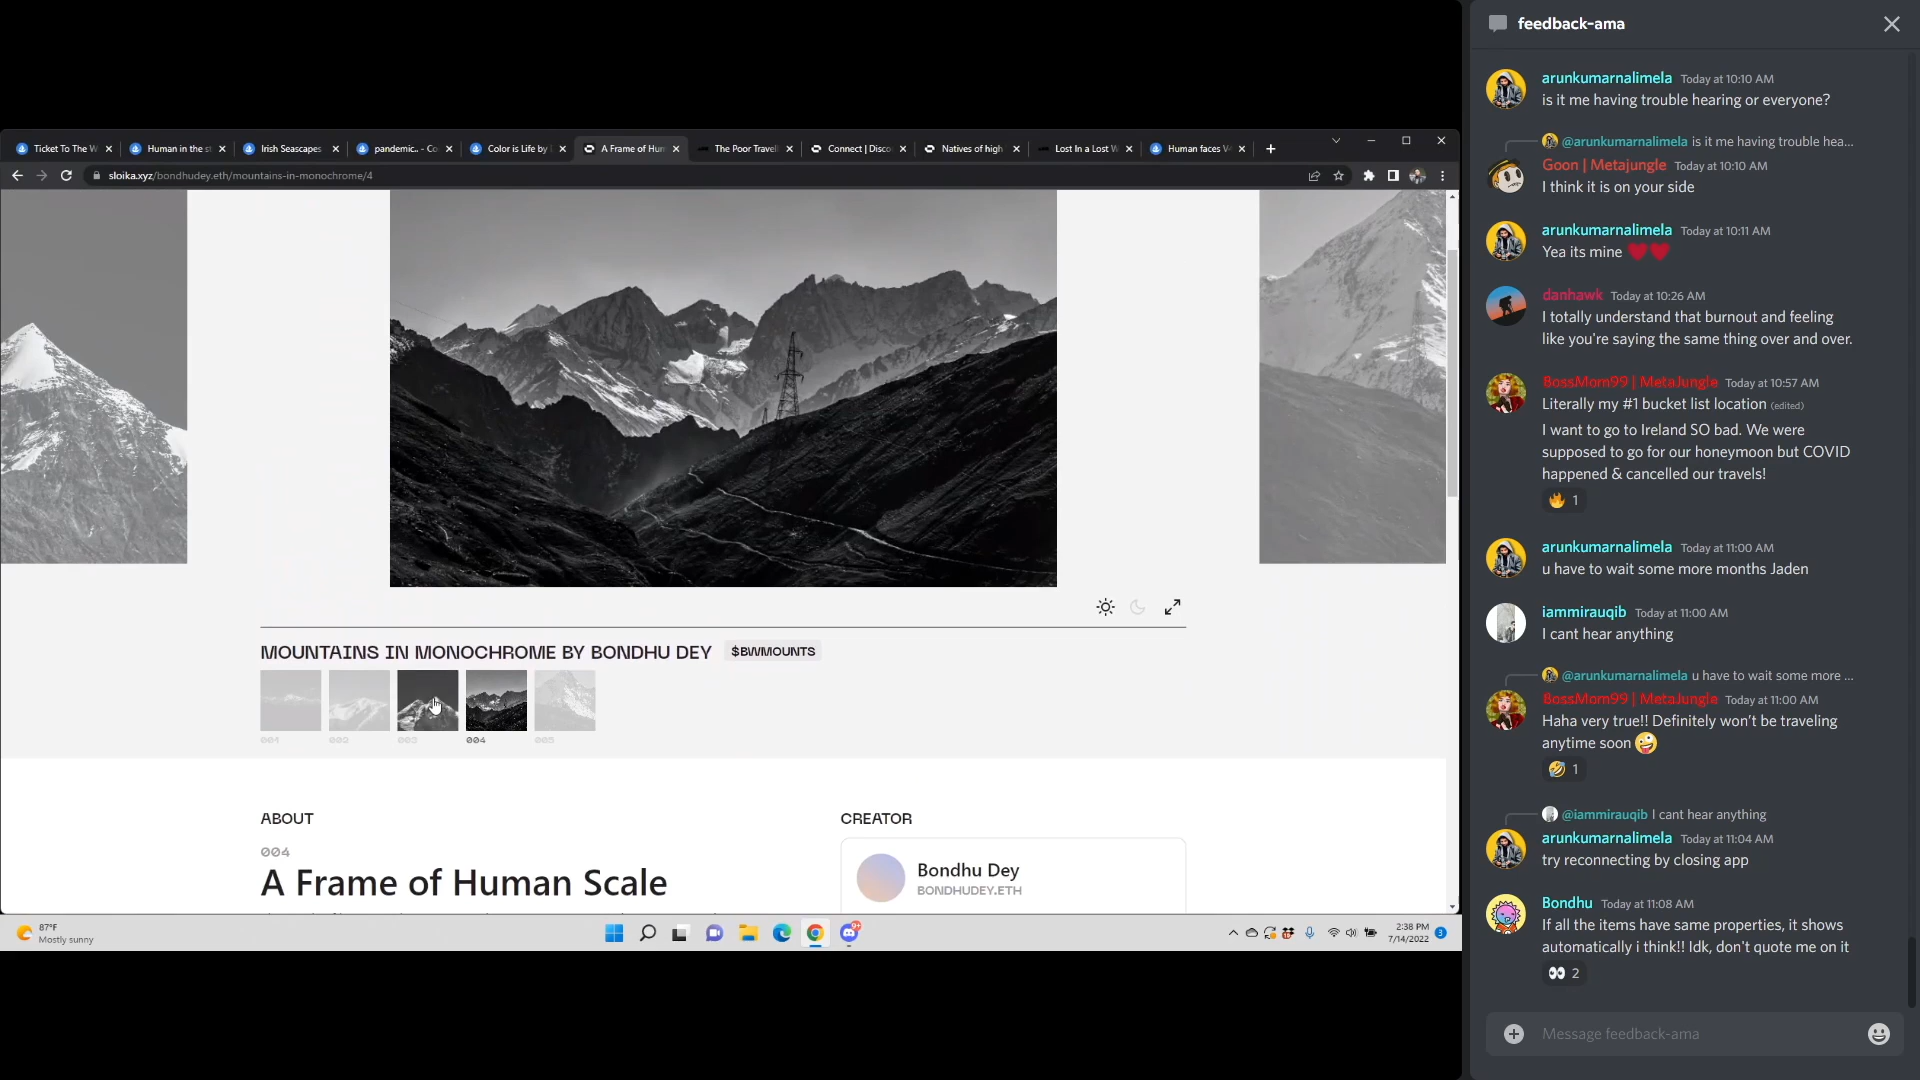 Ticket To The W
Human in the st
Irish Seascapes
pandemic.. - Co
Color is Life by
A Frame of Hum
The Poor Travel
Connect | Disco
Natives of high
Lost In a Lost W
Human faces V
sloika.xyz/bondhudey.eth/mountains-in-monochrome/4
MOUNTAINS IN MONOCHROME BY BONDHU DEY $BWMOUNTS
001 002 003 004 005
ABOUT
004
A Frame of Human Scale
CREATOR
Bondhu Dey
BONDHUDEY.ETH
87°F
Mostly sunny
9+
2:38 PM
7/14/2022
3
feedback-ama
arunkumarnalimela Today at 10:10 AM
is it me having trouble hearing or everyone?
@arunkumarnalimela is it me having trouble hea...
Goon | Metajungle Today at 10:10 AM
I think it is on your side
arunkumarnalimela Today at 10:11 AM
Yea its mine ❤❤
danhawk Today at 10:26 AM
I totally understand that burnout and feeling
like you're saying the same thing over and over.
BossMom99 | MetaJungle Today at 10:57 AM
Literally my #1 bucket list location (edited)
I want to go to Ireland SO bad. We were
supposed to go for our honeymoon but COVID
happened & cancelled our travels!
🔥 1
arunkumarnalimela Today at 11:00 AM
u have to wait some more months Jaden
iammirauqib Today at 11:00 AM
I cant hear anything
@arunkumarnalimela u have to wait some more ...
BossMom99 | MetaJungle Today at 11:00 AM
Haha very true!! Definitely won't be traveling
anytime soon 🤪
🤣 1
@iammirauqib I cant hear anything
arunkumarnalimela Today at 11:04 AM
try reconnecting by closing app
Bondhu Today at 11:08 AM
If all the items have same properties, it shows
automatically i think!! Idk, don't quote me on it
👀 2
Message feedback-ama